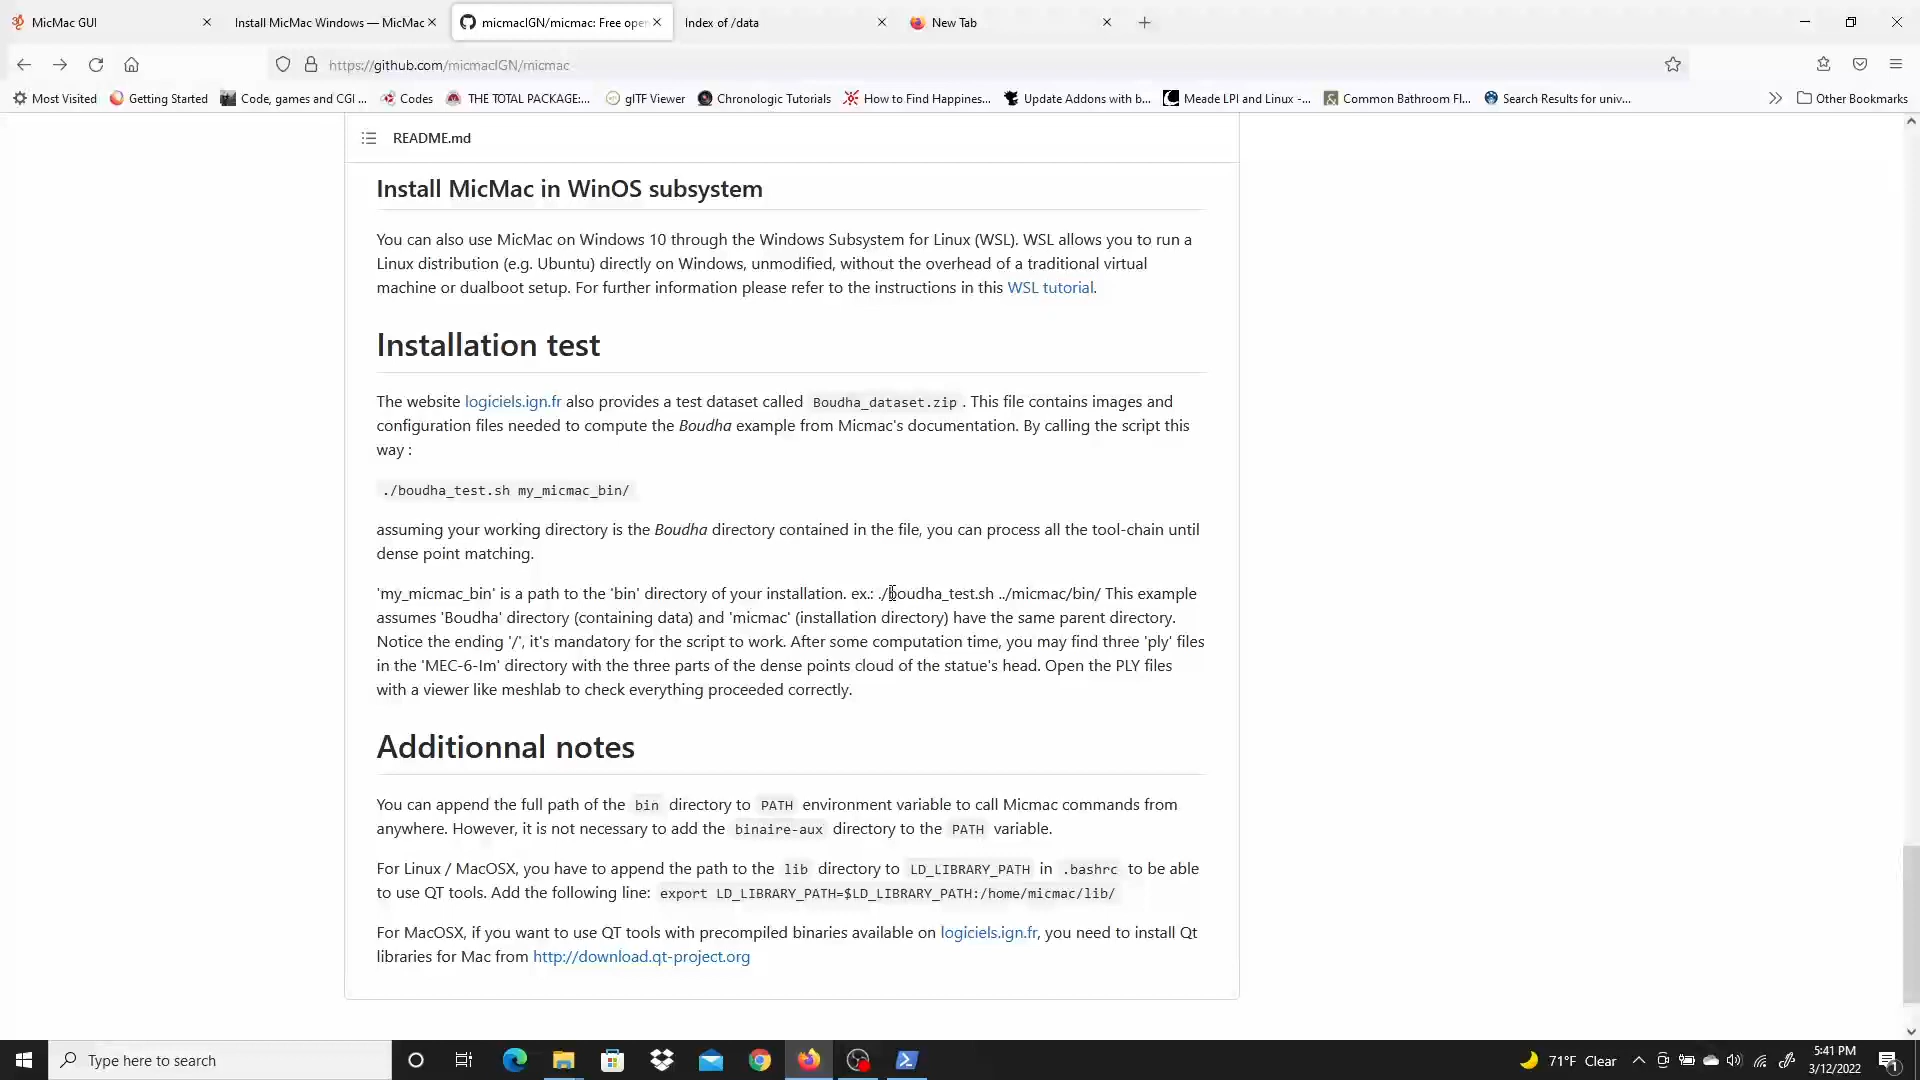 MicMac GUI
Install MicMac Windows — MicMac
micmacIGN/micmac: Free oper
Index of /data
New Tab
https://github.com/micmacIGN/micmac
Most Visited
Getting Started
Code, games and CGI ...
Codes
THE TOTAL PACKAGE:...
glTF Viewer
Chronologic Tutorials
How to Find Happines...
Update Addons with b...
Meade LPI and Linux -...
Common Bathroom Fl...
Search Results for univ...
Other Bookmarks
README.md
Install MicMac in WinOS subsystem
You can also use MicMac on Windows 10 through the Windows Subsystem for Linux (WSL). WSL allows you to run a
Linux distribution (e.g. Ubuntu) directly on Windows, unmodified, without the overhead of a traditional virtual
machine or dualboot setup. For further information please refer to the instructions in this WSL tutorial.
Installation test
The website logiciels.ign.fr also provides a test dataset called Boudha_dataset.zip . This file contains images and
configuration files needed to compute the Boudha example from Micmac's documentation. By calling the script this
way :
./boudha_test.sh my_micmac_bin/
assuming your working directory is the Boudha directory contained in the file, you can process all the tool-chain until
dense point matching.
'my_micmac_bin' is a path to the 'bin' directory of your installation. ex.: ./boudha_test.sh ../micmac/bin/ This example
assumes 'Boudha' directory (containing data) and 'micmac' (installation directory) have the same parent directory.
Notice the ending '/', it's mandatory for the script to work. After some computation time, you may find three 'ply' files
in the 'MEC-6-Im' directory with the three parts of the dense points cloud of the statue's head. Open the PLY files
with a viewer like meshlab to check everything proceeded correctly.
Additionnal notes
You can append the full path of the bin directory to PATH environment variable to call Micmac commands from
anywhere. However, it is not necessary to add the binaire-aux directory to the PATH variable.
For Linux / MacOSX, you have to append the path to the lib directory to LD_LIBRARY_PATH in .bashrc to be able
to use QT tools. Add the following line: export LD_LIBRARY_PATH=$LD_LIBRARY_PATH:/home/micmac/lib/
For MacOSX, if you want to use QT tools with precompiled binaries available on logiciels.ign.fr, you need to install Qt
libraries for Mac from http://download.qt-project.org
Type here to search
71°F Clear
5:41 PM
3/12/2022
1